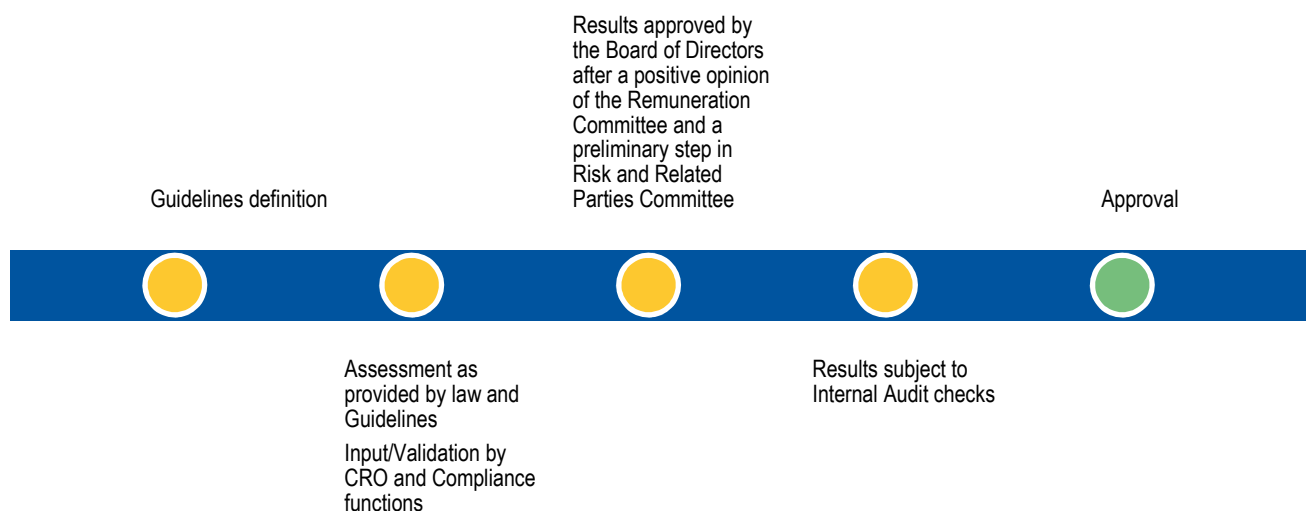 Results approved by
the Board of Directors
after a positive opinion
of the Remuneration
Committee and a
preliminary step in
Risk and Related
Parties Committee
Guidelines definition
Approval
Assessment as
provided by law and
Guidelines
Input/Validation by
CRO and Compliance
functions
Results subject to
Internal Audit checks